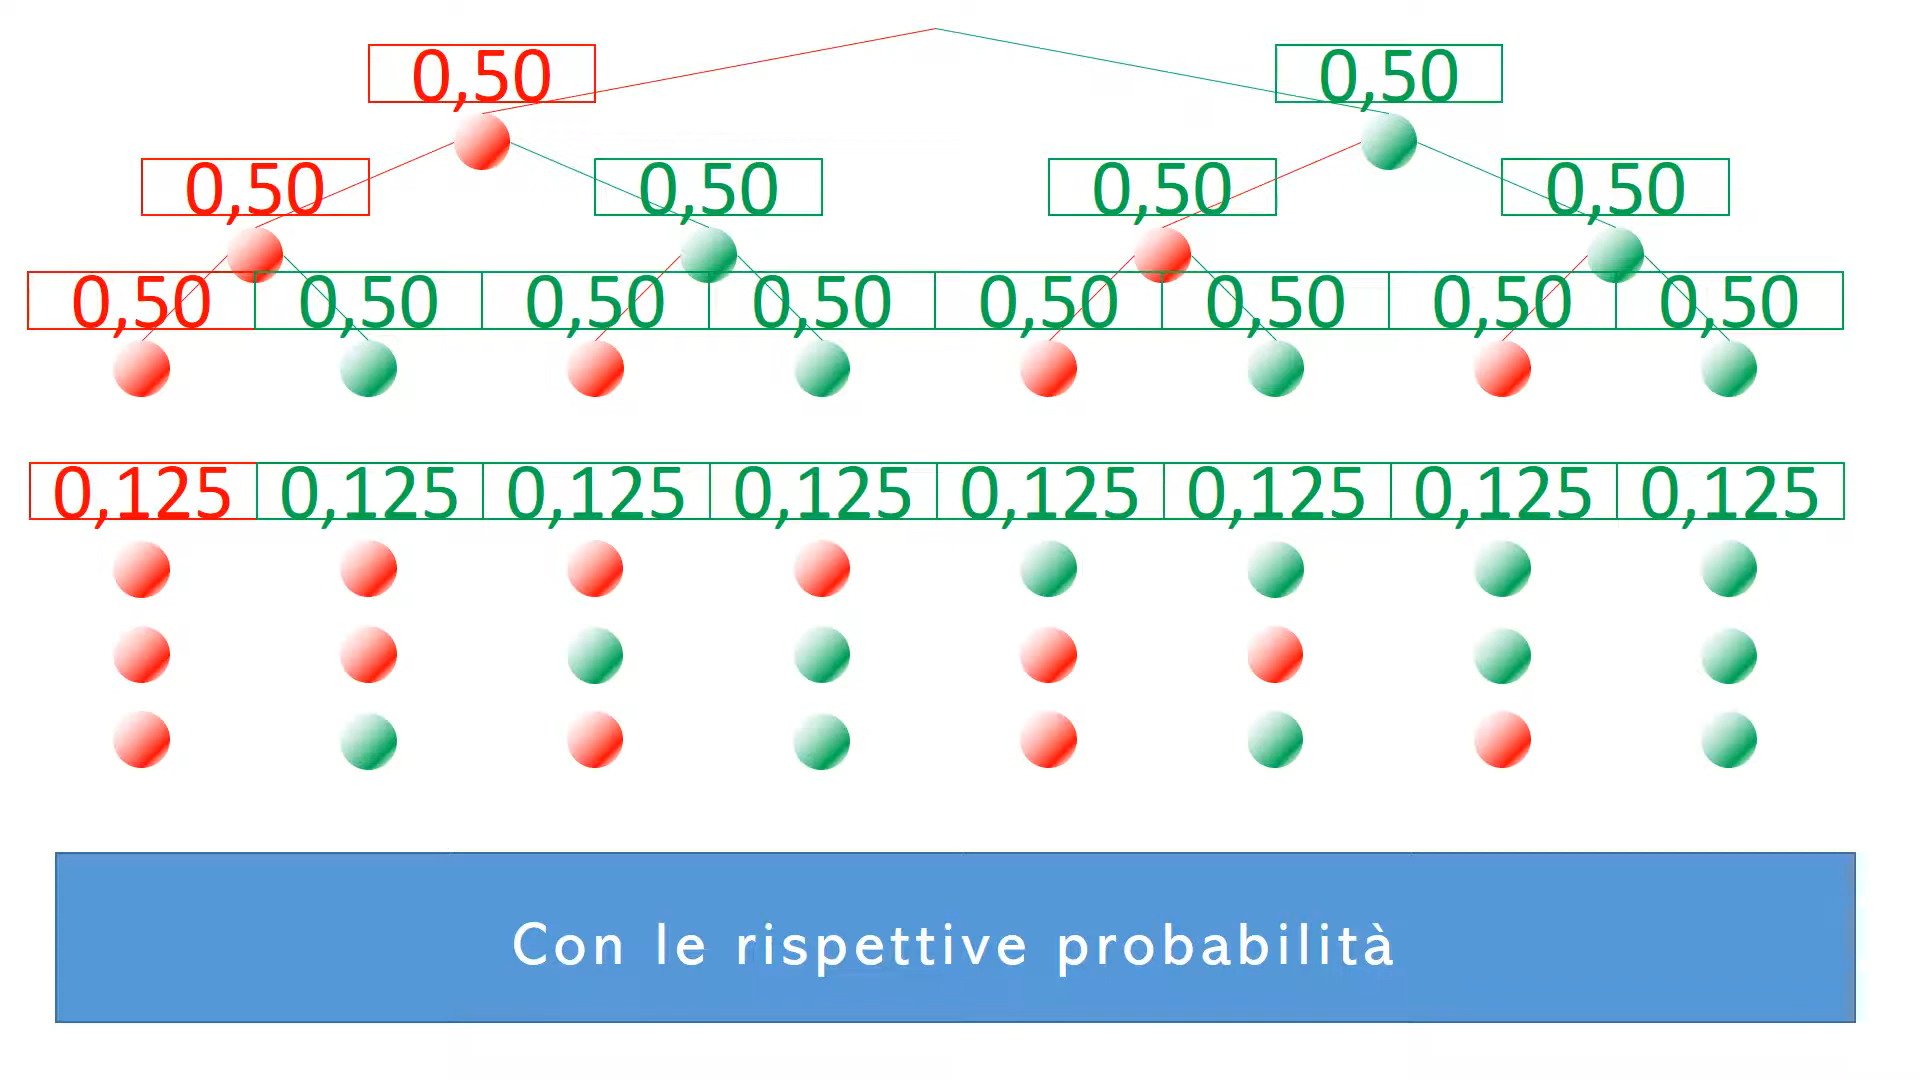 0,50 0,50
0,50 0,50 0,50 0,50
0,50 0,50 0,50 0,50 0,50 0,50 0,50 0,50
0,125 0,125 0,125 0,125 0,125 0,125 0,125 0,125
Con le rispettive probabilità